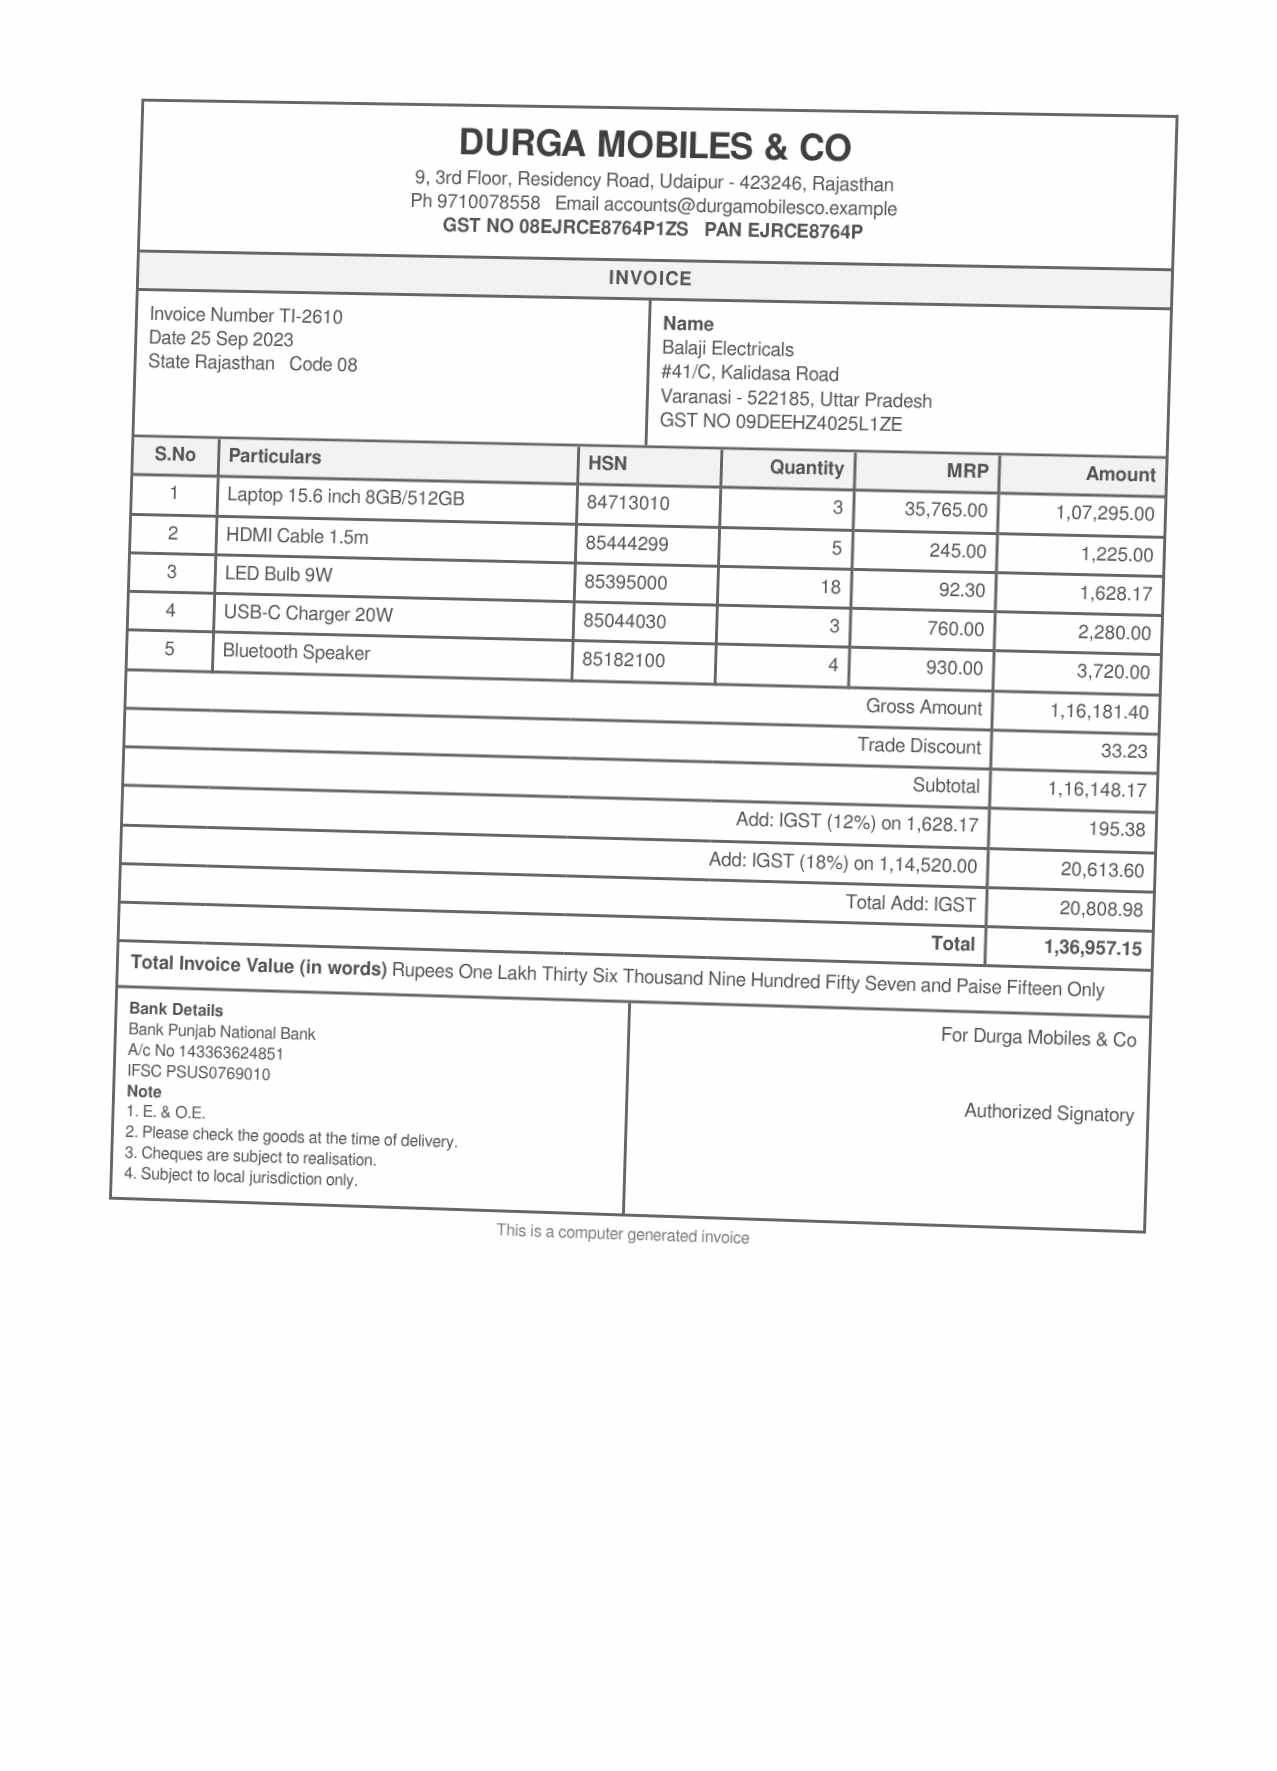 DURGA MOBILES & CO
9, 3rd Floor, Residency Road, Udaipur - 423246, Rajasthan
Ph 9710078558 Email accounts@durgamobilesco.example
GST NO 08EJRCE8764P1ZS PAN EJRCE8764P
INVOICE
Invoice Number TI-2610
Date 25 Sep 2023
State Rajasthan Code 08
Name
Balaji Electricals
#41/C, Kalidasa Road
Varanasi - 522185, Uttar Pradesh
GST NO 09DEEHZ4025L1ZE
S.No Particulars HSN Quantity MRP Amount
1 Laptop 15.6 inch 8GB/512GB 84713010 3 35,765.00 1,07,295.00
2 HDMI Cable 1.5m 85444299 5 245.00 1,225.00
3 LED Bulb 9W 85395000 18 92.30 1,628.17
4 USB-C Charger 20W 85044030 3 760.00 2,280.00
5 Bluetooth Speaker 85182100 4 930.00 3,720.00
Gross Amount 1,16,181.40
Trade Discount 33.23
Subtotal 1,16,148.17
Add: IGST (12%) on 1,628.17 195.38
Add: IGST (18%) on 1,14,520.00 20,613.60
Total Add: IGST 20,808.98
Total 1,36,957.15
Total Invoice Value (in words) Rupees One Lakh Thirty Six Thousand Nine Hundred Fifty Seven and Paise Fifteen Only
Bank Details
Bank Punjab National Bank
A/c No 143363624851
IFSC PSUS0769010
Note
1. E. & O.E.
2. Please check the goods at the time of delivery.
3. Cheques are subject to realisation.
4. Subject to local jurisdiction only.
For Durga Mobiles & Co
Authorized Signatory
This is a computer generated invoice